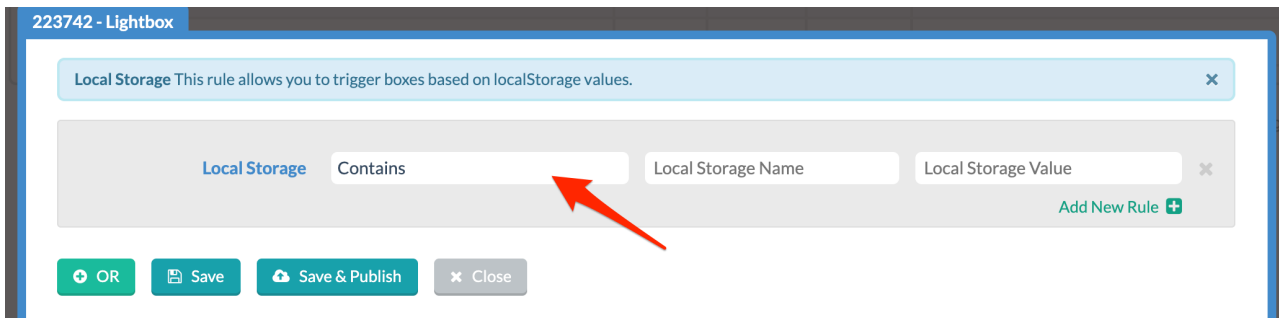 223742 - Lightbox
Local Storage This rule allows you to trigger boxes based on localStorage values.
Local Storage Contains Local Storage Name Local Storage Value
Add New Rule
OR Save Save & Publish Close